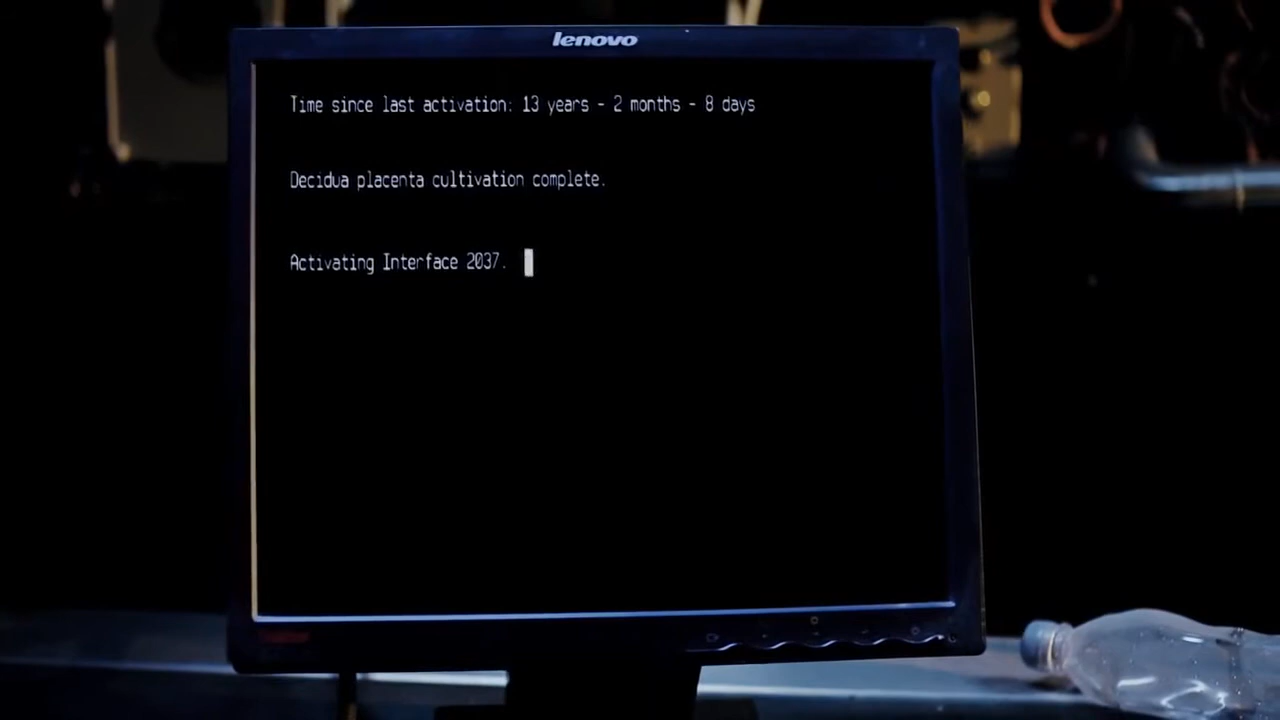 lenovo
Time since last activation: 13 years - 2 months - 8 days
Decidua placenta cultivation complete.
Activating Interface 2037.